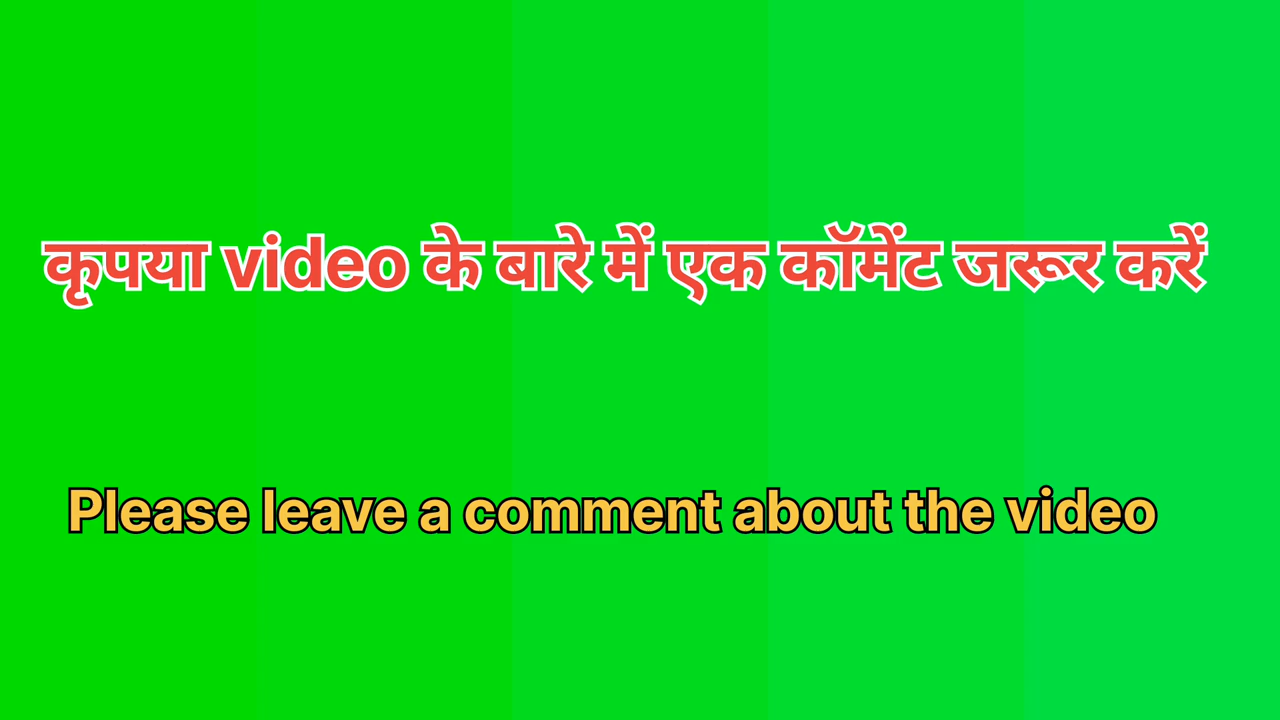 कृपया video के बारे में एक कॉमेंट जरूर करें
Please leave a comment about the video